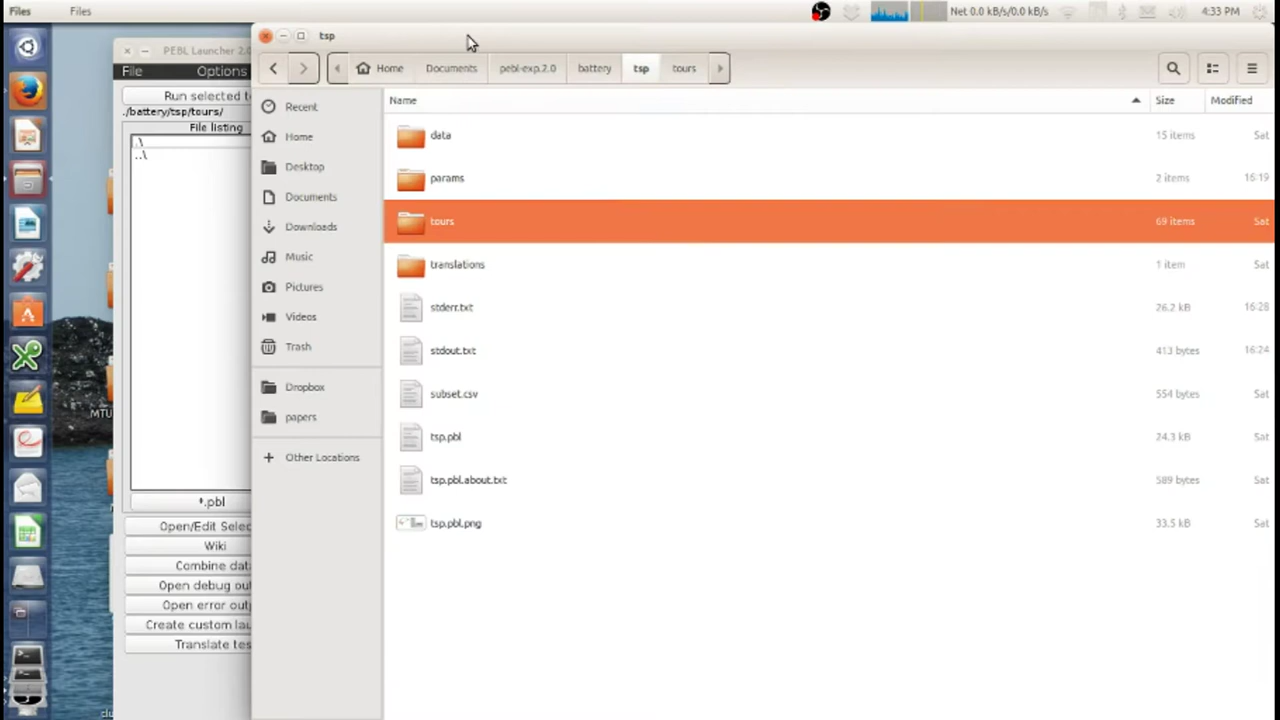 Files Files Net 0.0 kB/s/0.0 kB/s 4:33 PM
PEBL Launcher 2.0
File Options
Run selected te
./battery/tsp/tours/
File listing
.\
..\
*.pbl
Open/Edit Selec
Wiki
Combine dat
Open debug ou
Open error outp
Create custom lau
Translate tes
MTU
tsp
Home Documents pebl-exp.2.0 battery tsp tours
Recent
Home
Desktop
Documents
Downloads
Music
Pictures
Videos
Trash
Dropbox
papers
+ Other Locations
Name Size Modified
data 15 items Sat
params 2 items 16:19
tours 69 items Sat
translations 1 item Sat
stderr.txt 26.2 kB 16:28
stdout.txt 413 bytes 16:24
subset.csv 554 bytes Sat
tsp.pbl 24.3 kB Sat
tsp.pbl.about.txt 589 bytes Sat
tsp.pbl.png 33.5 kB Sat